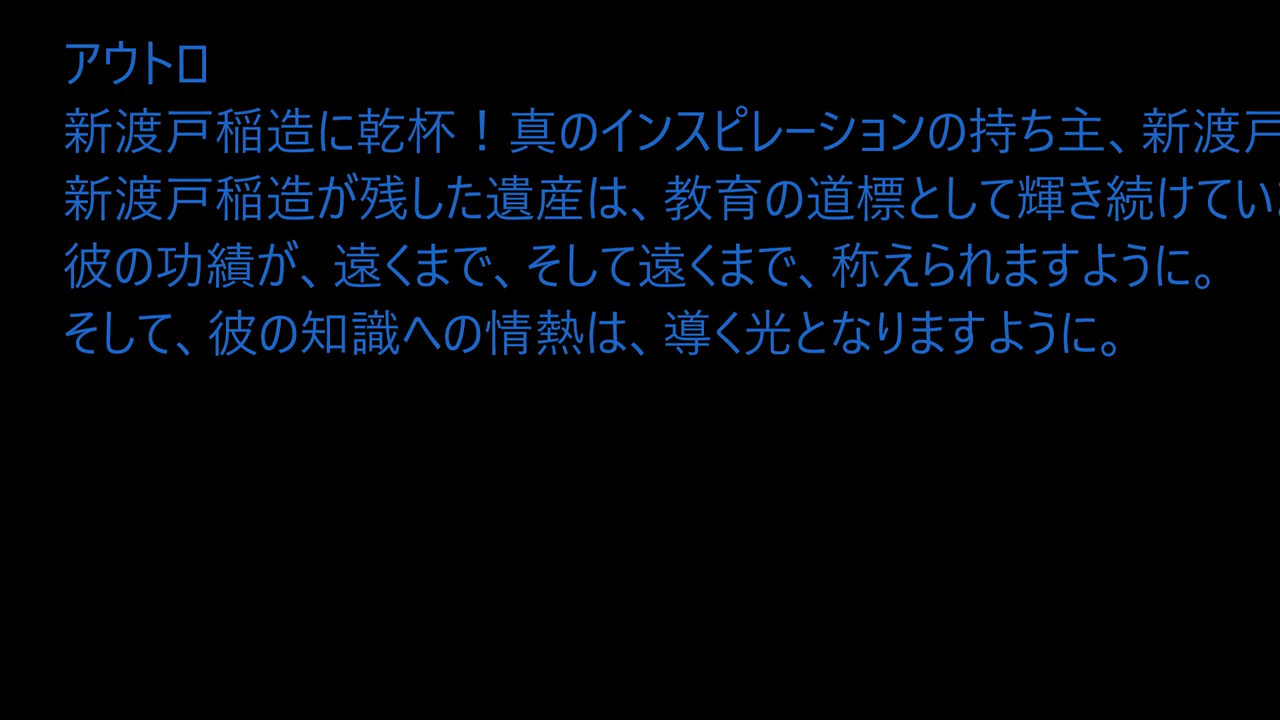 アウトロ
新渡戸稲造に乾杯！真のインスピレーションの持ち主、新渡戸
新渡戸稲造が残した遺産は、教育の道標として輝き続けてい
彼の功績が、遠くまで、そして遠くまで、称えられますように。
そして、彼の知識への情熱は、導く光となりますように。